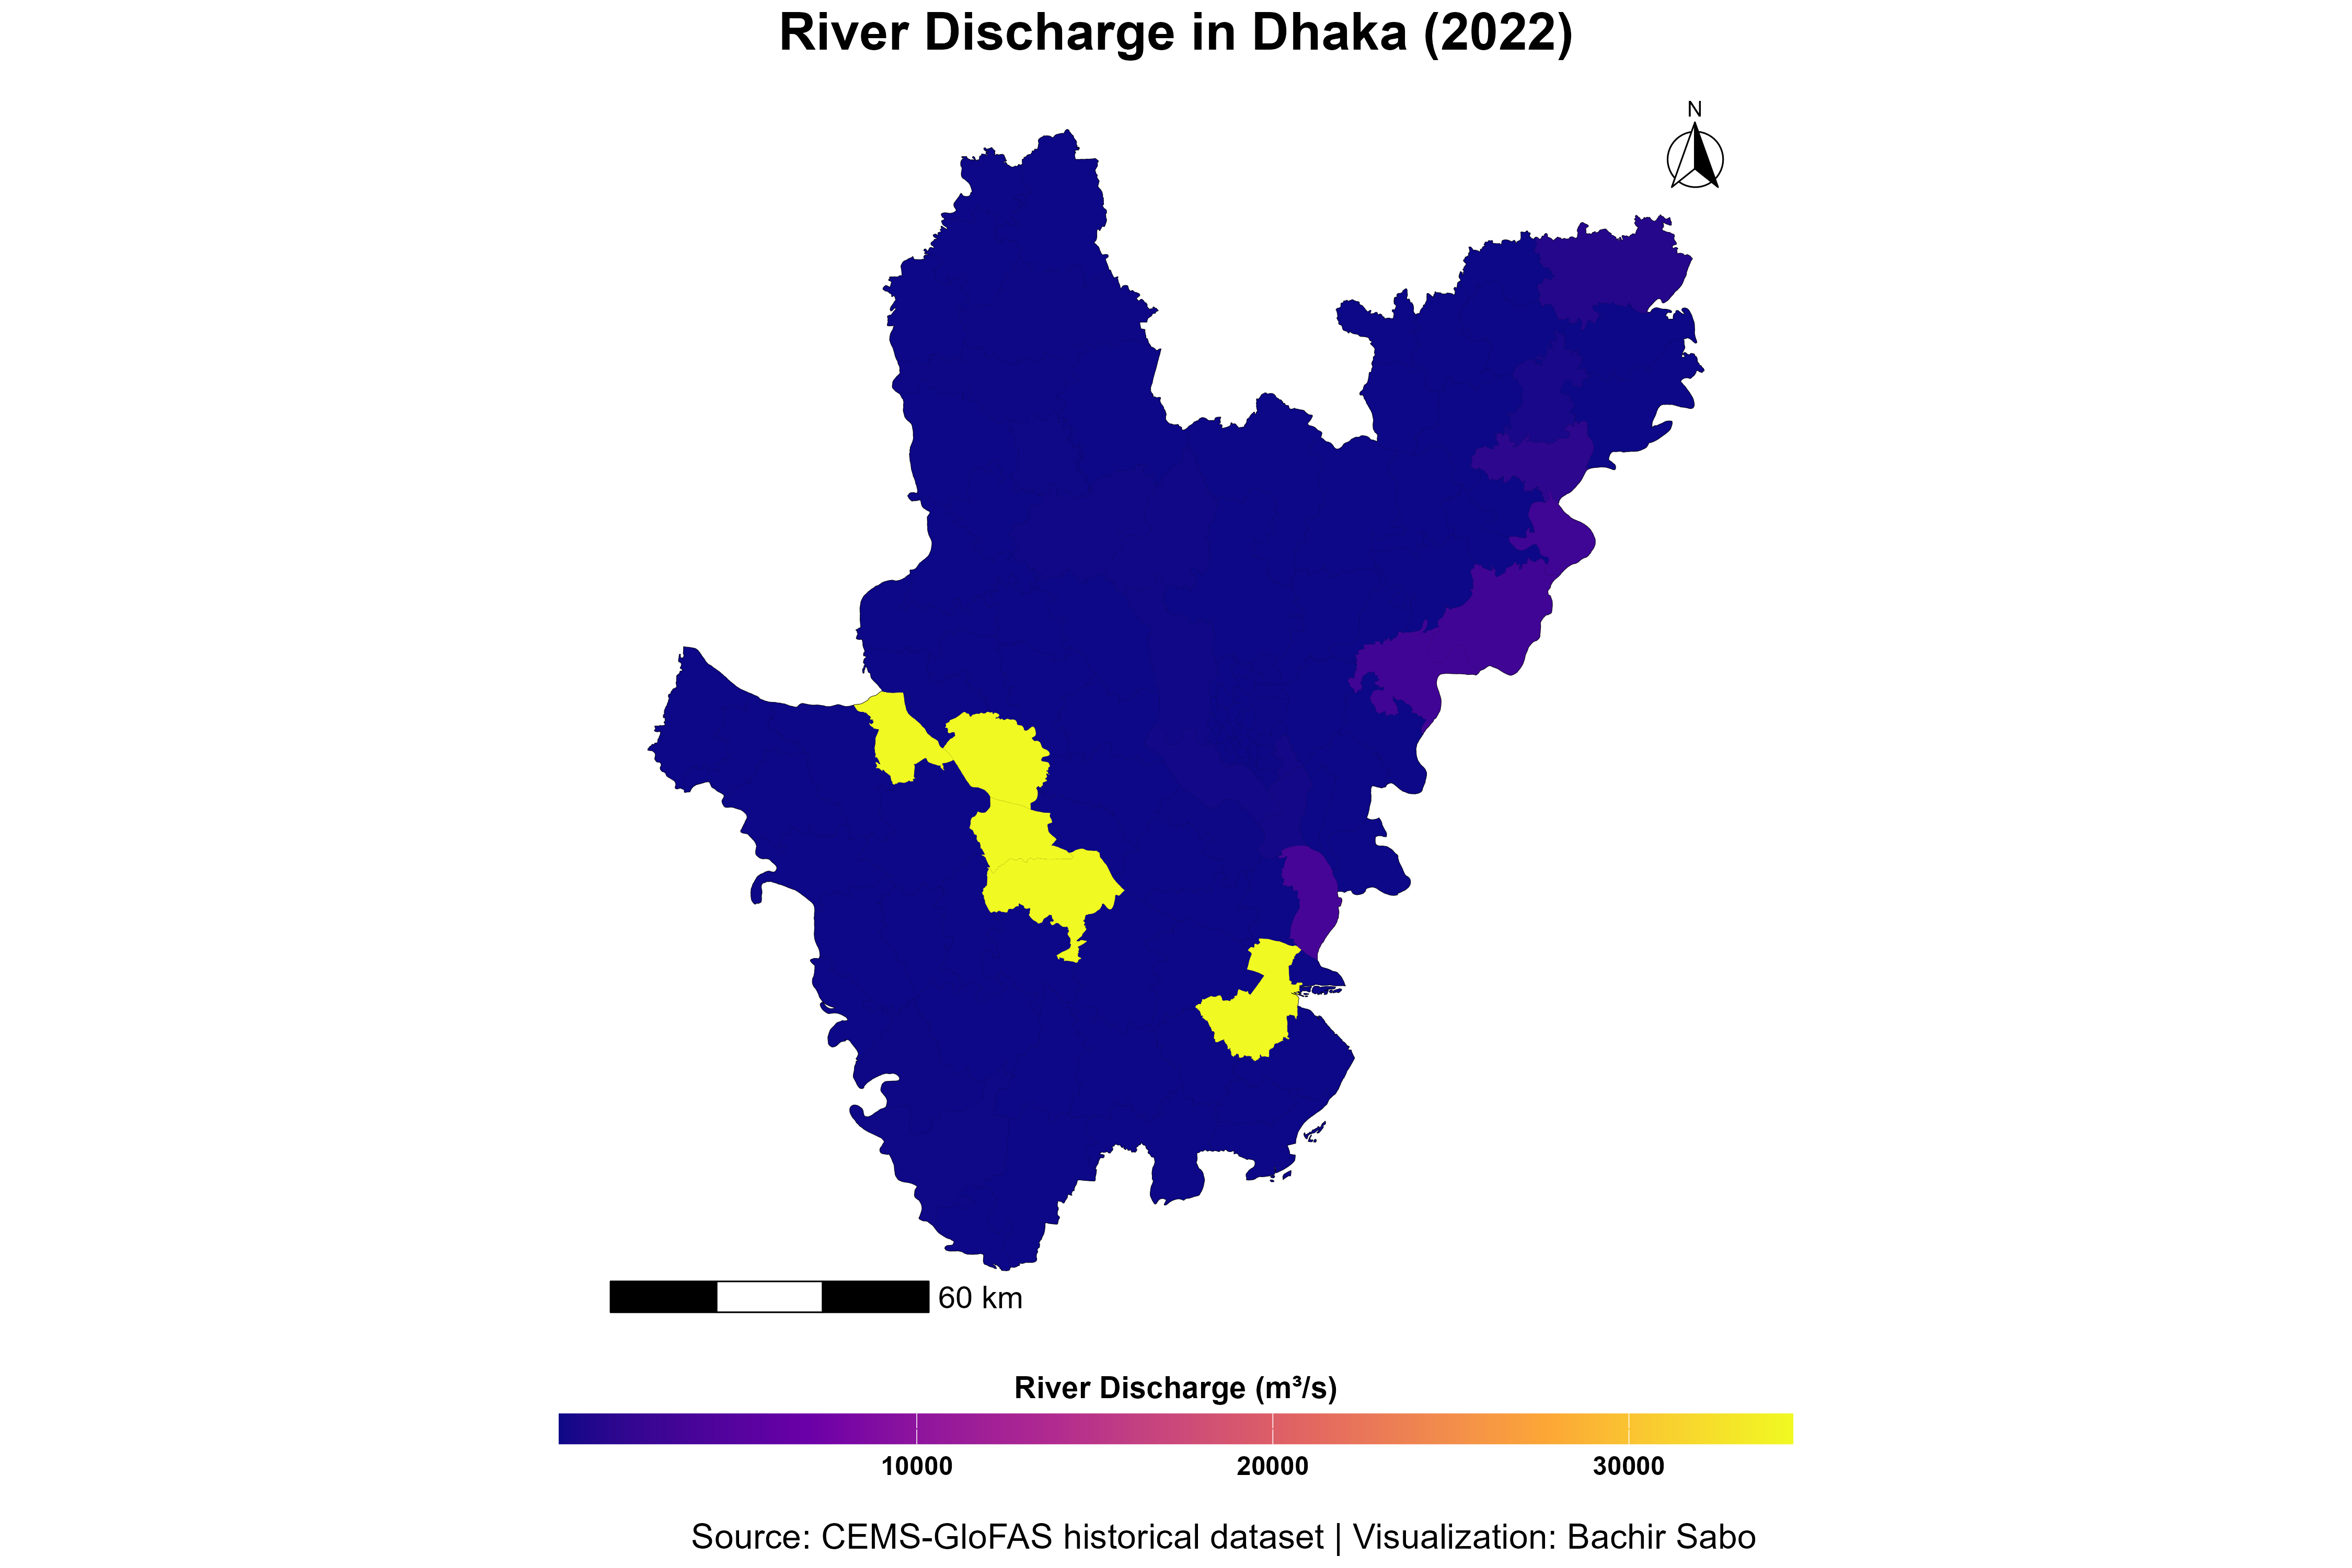 River Discharge in Dhaka (2022)
N
60 km
River Discharge (m³/s)
10000 20000 30000
Source: CEMS-GloFAS historical dataset | Visualization: Bachir Sabo